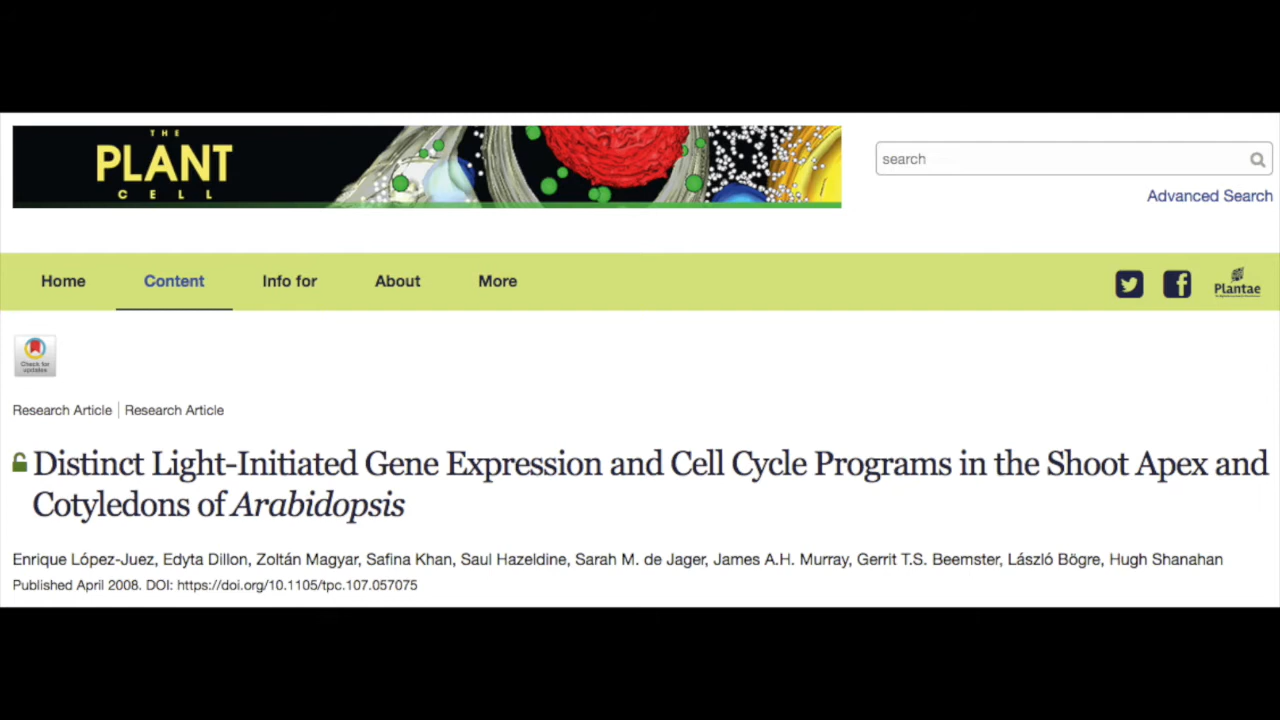 THE
PLANT
CELL
search
Advanced Search
Home Content Info for About More
Plantae
Check for
updates
Research Article | Research Article
Distinct Light-Initiated Gene Expression and Cell Cycle Programs in the Shoot Apex and
Cotyledons of Arabidopsis
Enrique López-Juez, Edyta Dillon, Zoltán Magyar, Safina Khan, Saul Hazeldine, Sarah M. de Jager, James A.H. Murray, Gerrit T.S. Beemster, László Bögre, Hugh Shanahan
Published April 2008. DOI: https://doi.org/10.1105/tpc.107.057075